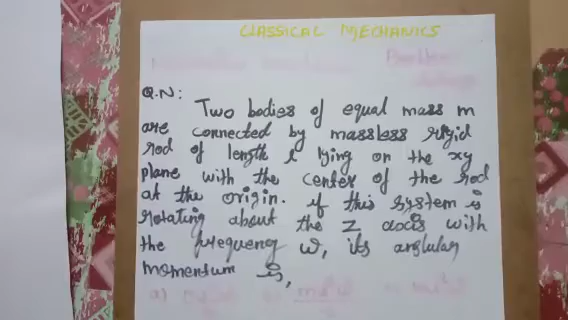 CLASSICAL MECHANICS
Q.N:
Two bodies of equal mass m
are connected by massless rigid
rod of length l lying on the xy
plane with the center of the rod
at the origin. if this system is
rotating about the Z axis with
the frequency ω, its angular
momentum is,
a)